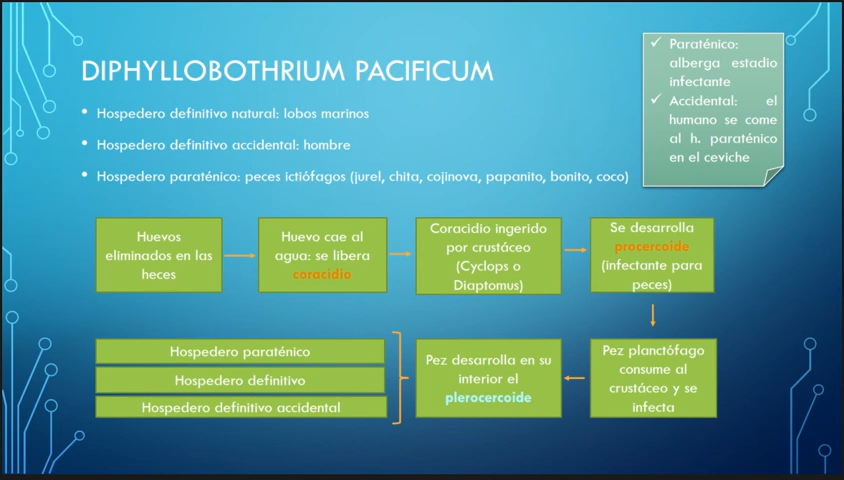 DIPHYLLOBOTHRIUM PACIFICUM
• Hospedero definitivo natural: lobos marinos
• Hospedero definitivo accidental: hombre
• Hospedero paraténico: peces ictiófagos (jurel, chita, cojinova, papanito, bonito, coco)
✓ Paraténico:
alberga estadio
infectante
✓ Accidental: el
humano se come
al h. paraténico
en el ceviche
Huevos
eliminados en las
heces
Huevo cae al
agua: se libera
coracidio
Coracidio ingerido
por crustáceo
(Cyclops o
Diaptomus)
Se desarrolla
procercoide
(infectante para
peces)
Pez planctófago
consume al
crustáceo y se
infecta
Pez desarrolla en su
interior el
plerocercoide
Hospedero paraténico
Hospedero definitivo
Hospedero definitivo accidental